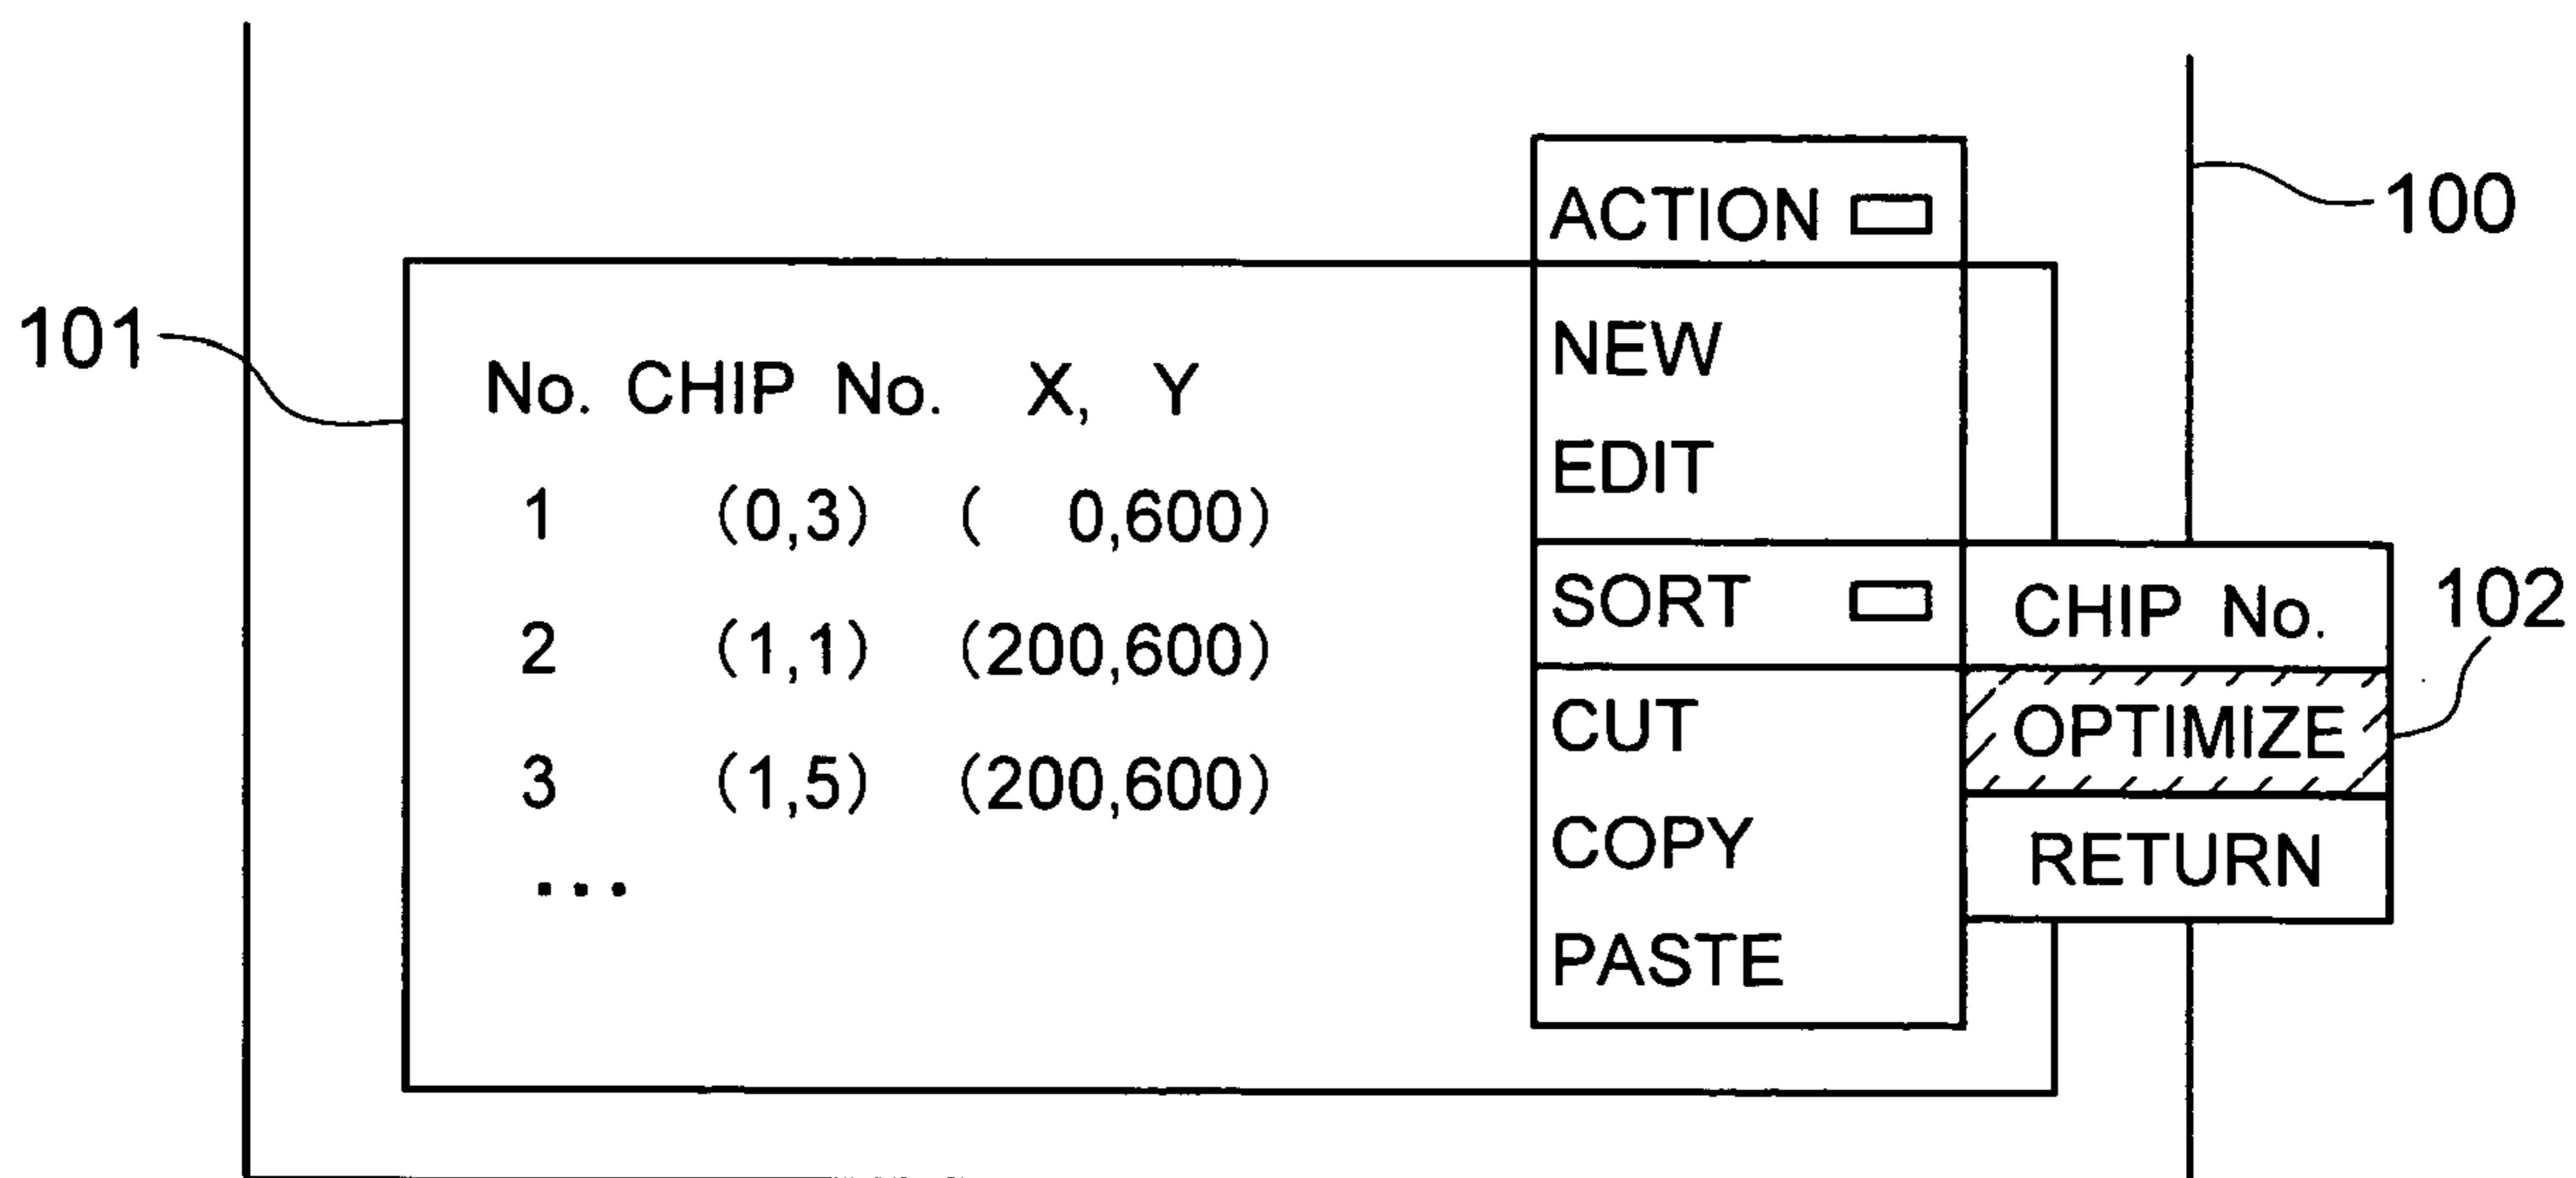 ACTION
100
101
No. CHIP No. X, Y
1 (0,3) ( 0,600)
2 (1,1) (200,600)
3 (1,5) (200,600)
...
NEW
EDIT
SORT
CUT
COPY
PASTE
CHIP No.
OPTIMIZE
RETURN
102